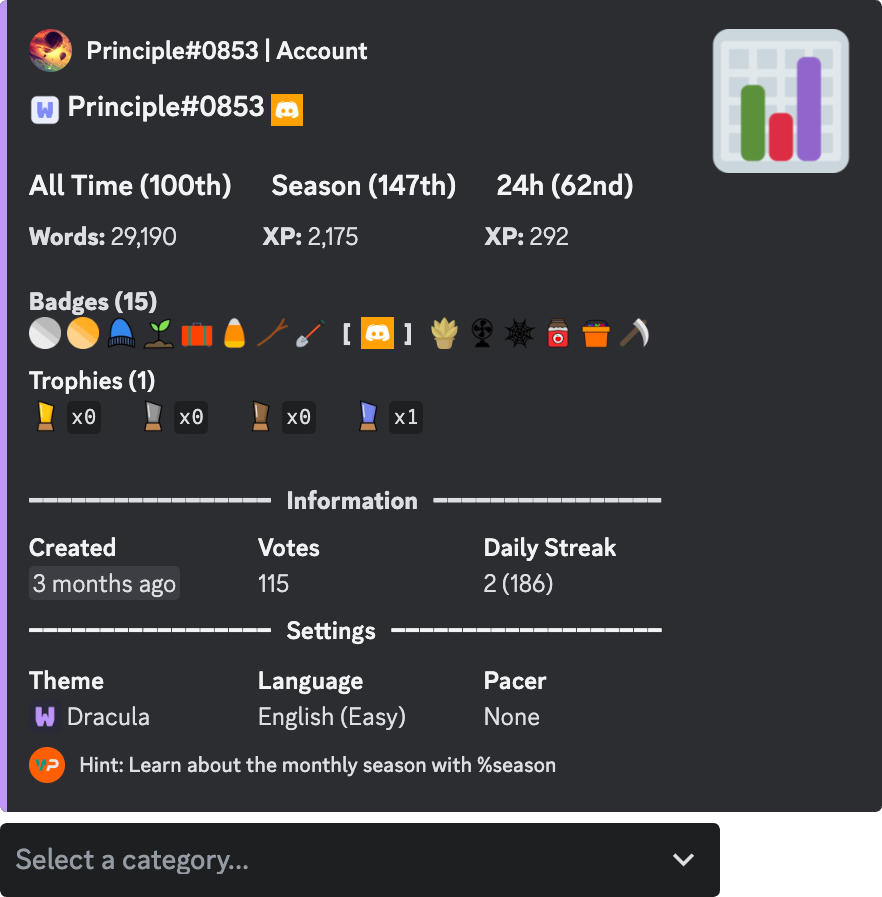 Principle#0853 | Account
W Principle#0853
All Time (100th) Season (147th) 24h (62nd)
Words: 29,190 XP: 2,175 XP: 292
Badges (15)
[ ]
Trophies (1)
x0 x0 x0 x1
Information
Created Votes Daily Streak
3 months ago 115 2 (186)
Settings
Theme Language Pacer
W Dracula English (Easy) None
WP Hint: Learn about the monthly season with %season
Select a category...